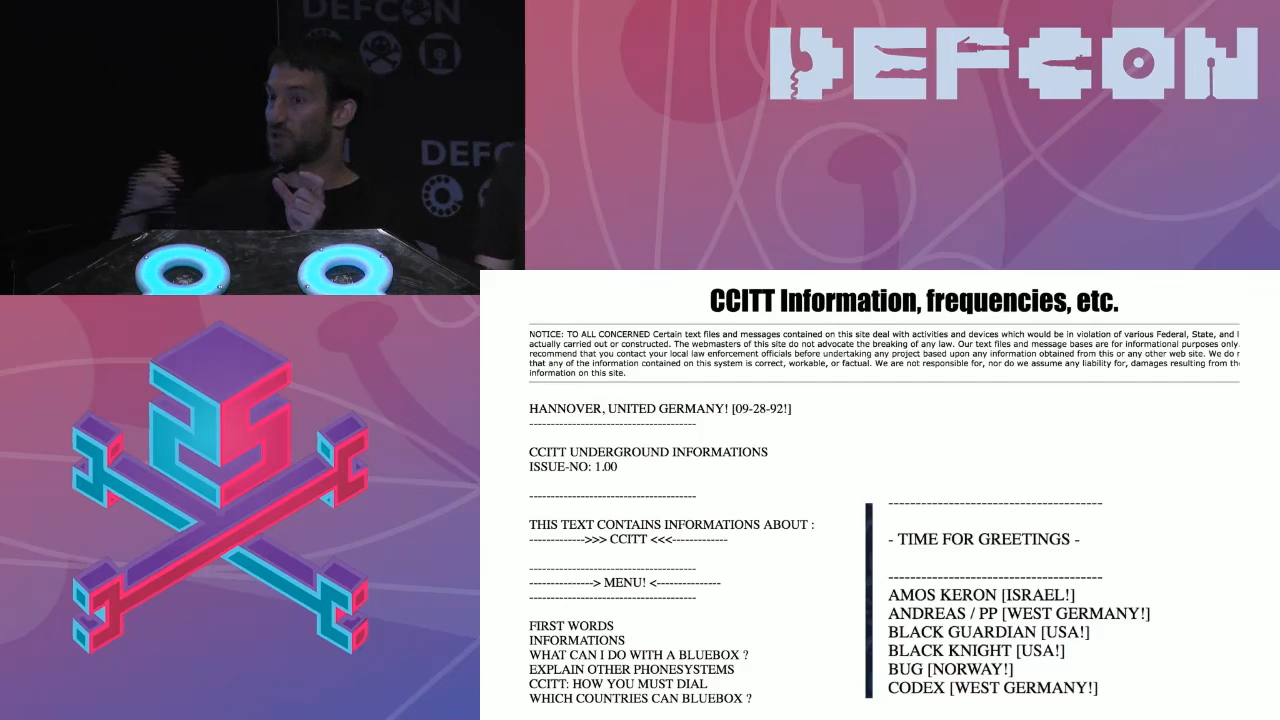 DEFCON
DEFC
DEFCON
CCITT Information, frequencies, etc.
NOTICE: TO ALL CONCERNED Certain text files and messages contained on this site deal with activities and devices which would be in violation of various Federal, State, and l
actually carried out or constructed. The webmasters of this site do not advocate the breaking of any law. Our text files and message bases are for informational purposes only.
recommend that you contact your local law enforcement officials before undertaking any project based upon any information obtained from this or any other web site. We do
that any of the information contained on this system is correct, workable, or factual. We are not responsible for, nor do we assume any liability for, damages resulting from the
information on this site.
HANNOVER, UNITED GERMANY! [09-28-92!]
---------------------------------------
CCITT UNDERGROUND INFORMATIONS
ISSUE-NO: 1.00
---------------------------------------
THIS TEXT CONTAINS INFORMATIONS ABOUT :
------------->>> CCITT <<<-------------
---------------------------------------
---------------> MENU! <---------------
---------------------------------------
FIRST WORDS
INFORMATIONS
WHAT CAN I DO WITH A BLUEBOX ?
EXPLAIN OTHER PHONESYSTEMS
CCITT: HOW YOU MUST DIAL
WHICH COUNTRIES CAN BLUEBOX ?
---------------------------------------
- TIME FOR GREETINGS -
---------------------------------------
AMOS KERON [ISRAEL!]
ANDREAS / PP [WEST GERMANY!]
BLACK GUARDIAN [USA!]
BLACK KNIGHT [USA!]
BUG [NORWAY!]
CODEX [WEST GERMANY!]